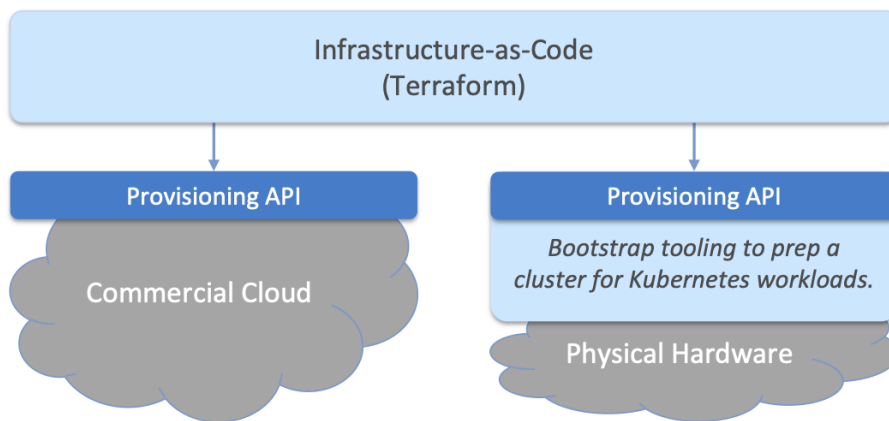 Infrastructure-as-Code
(Terraform)
Provisioning API
Commercial Cloud
Provisioning API
Bootstrap tooling to prep a
cluster for Kubernetes workloads.
Physical Hardware